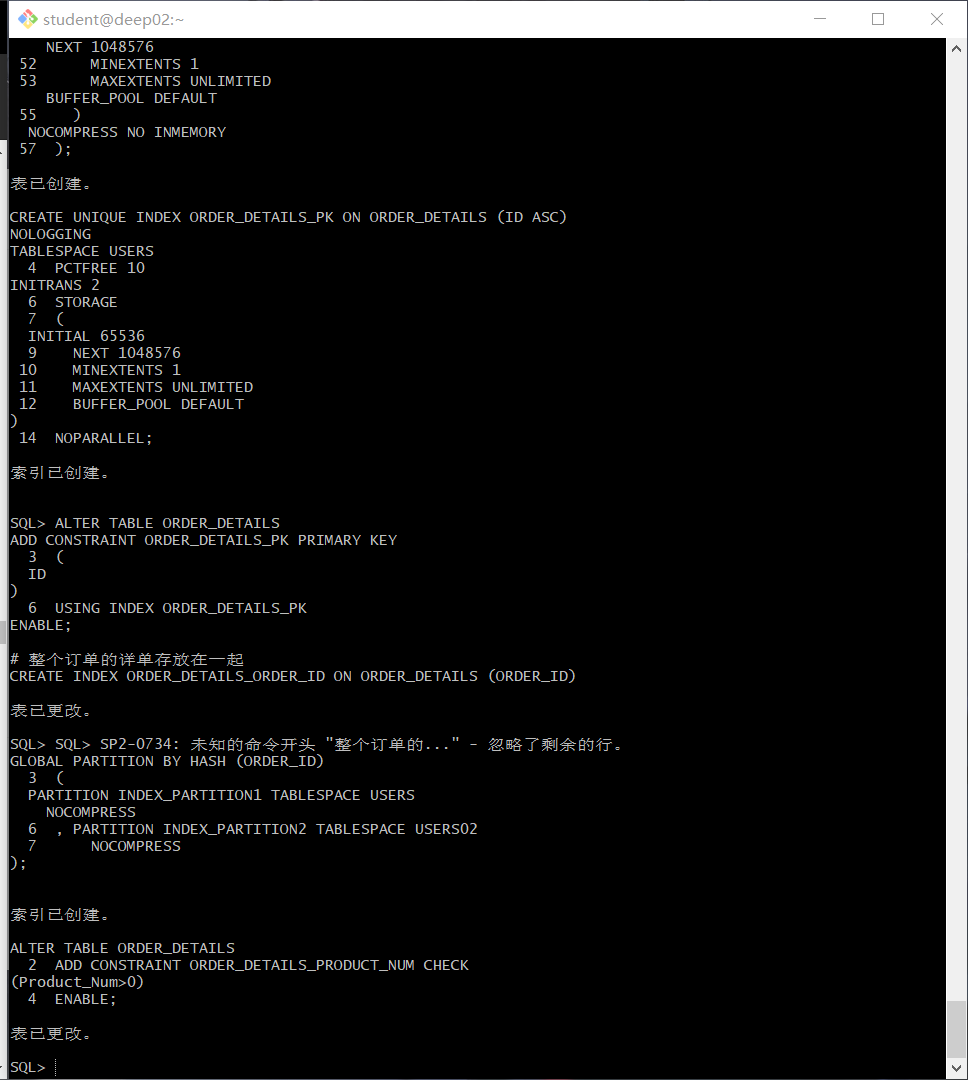 student@deep02:~
NEXT 1048576
52 MINEXTENTS 1
53 MAXEXTENTS UNLIMITED
BUFFER_POOL DEFAULT
55 )
NOCOMPRESS NO INMEMORY
57 );
表已创建。
CREATE UNIQUE INDEX ORDER_DETAILS_PK ON ORDER_DETAILS (ID ASC)
NOLOGGING
TABLESPACE USERS
4 PCTFREE 10
INITRANS 2
6 STORAGE
7 (
INITIAL 65536
9 NEXT 1048576
10 MINEXTENTS 1
11 MAXEXTENTS UNLIMITED
12 BUFFER_POOL DEFAULT
)
14 NOPARALLEL;
索引已创建。
SQL> ALTER TABLE ORDER_DETAILS
ADD CONSTRAINT ORDER_DETAILS_PK PRIMARY KEY
3 (
ID
)
6 USING INDEX ORDER_DETAILS_PK
ENABLE;
# 整个订单的详单存放在一起
CREATE INDEX ORDER_DETAILS_ORDER_ID ON ORDER_DETAILS (ORDER_ID)
表已更改。
SQL> SQL> SP2-0734: 未知的命令开头 "整个订单的..." - 忽略了剩余的行。
GLOBAL PARTITION BY HASH (ORDER_ID)
3 (
PARTITION INDEX_PARTITION1 TABLESPACE USERS
NOCOMPRESS
6 , PARTITION INDEX_PARTITION2 TABLESPACE USERS02
7 NOCOMPRESS
);
索引已创建。
ALTER TABLE ORDER_DETAILS
2 ADD CONSTRAINT ORDER_DETAILS_PRODUCT_NUM CHECK
(Product_Num>0)
4 ENABLE;
表已更改。
SQL>